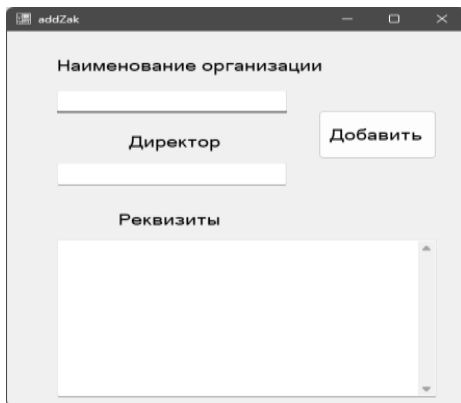 addZak
Наименование организации
Добавить
Директор
Реквизиты